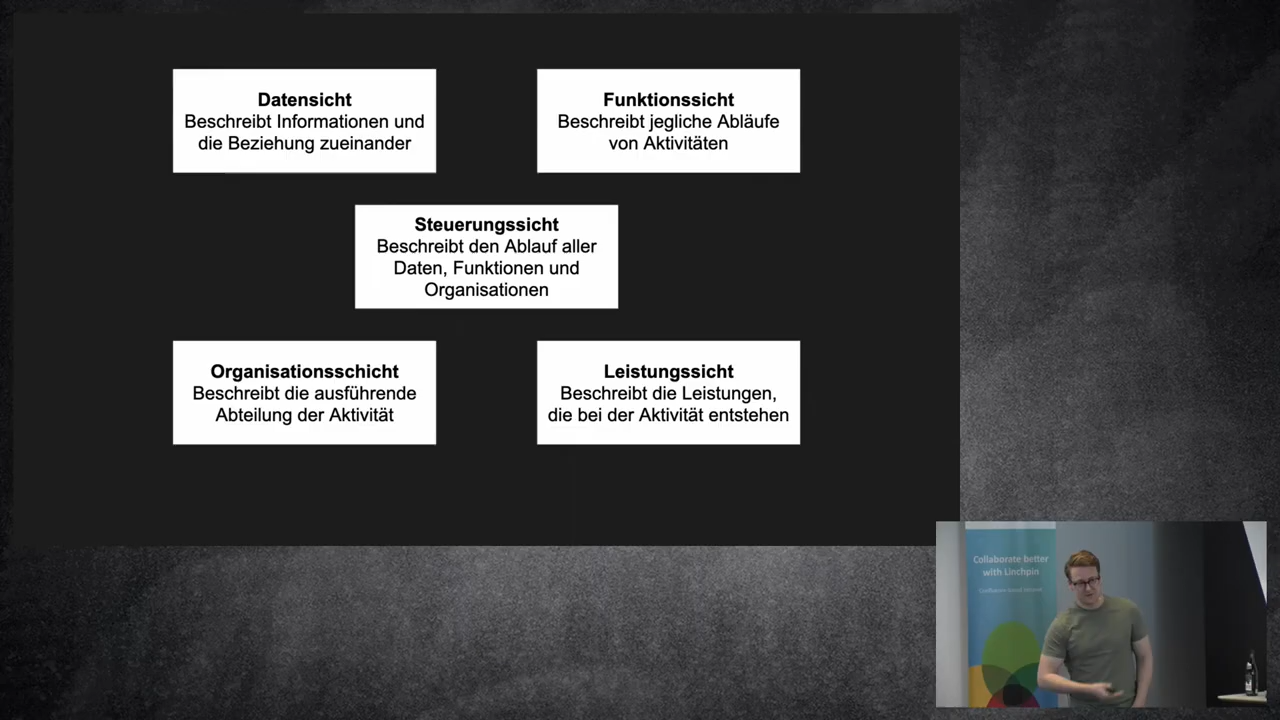 Datensicht
Beschreibt Informationen und
die Beziehung zueinander
Funktionssicht
Beschreibt jegliche Abläufe
von Aktivitäten
Steuerungssicht
Beschreibt den Ablauf aller
Daten, Funktionen und
Organisationen
Organisationsschicht
Beschreibt die ausführende
Abteilung der Aktivität
Leistungssicht
Beschreibt die Leistungen,
die bei der Aktivität entstehen
Collaborate better
with Linchpin